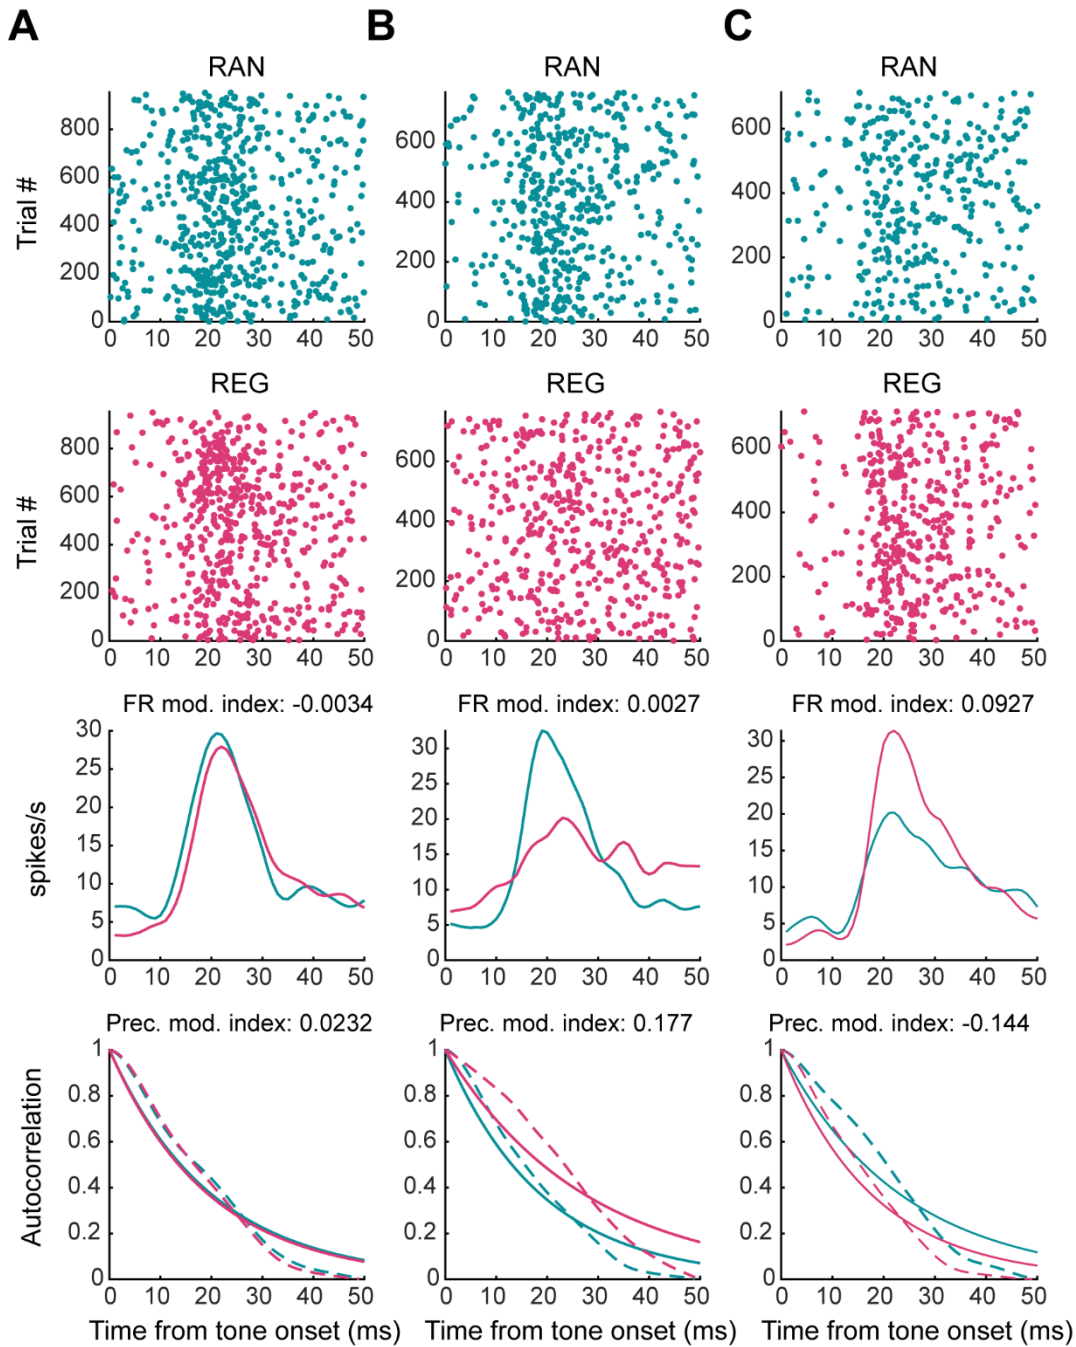 A B C
RAN RAN RAN
Trial #
800
600
400
200
0
0 10 20 30 40 50
600
400
200
0
0 10 20 30 40 50
600
400
200
0
0 10 20 30 40 50
REG REG REG
Trial #
800
600
400
200
0
0 10 20 30 40 50
600
400
200
0
0 10 20 30 40 50
600
400
200
0
0 10 20 30 40 50
FR mod. index: -0.0034 FR mod. index: 0.0027 FR mod. index: 0.0927
spikes/s
30
25
20
15
10
5
0
0 10 20 30 40 50
30
25
20
15
10
5
0
0 10 20 30 40 50
30
25
20
15
10
5
0
0 10 20 30 40 50
Prec. mod. index: 0.0232 Prec. mod. index: 0.177 Prec. mod. index: -0.144
Autocorrelation
1
0.8
0.6
0.4
0.2
0
0 10 20 30 40 50
1
0.8
0.6
0.4
0.2
0
0 10 20 30 40 50
1
0.8
0.6
0.4
0.2
0
0 10 20 30 40 50
Time from tone onset (ms) Time from tone onset (ms) Time from tone onset (ms)